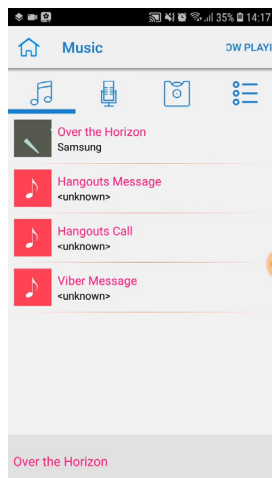 35% 14:17
Music
OW PLAYI
Over the Horizon
Samsung
Hangouts Message
<unknown>
Hangouts Call
<unknown>
Viber Message
<unknown>
Over the Horizon